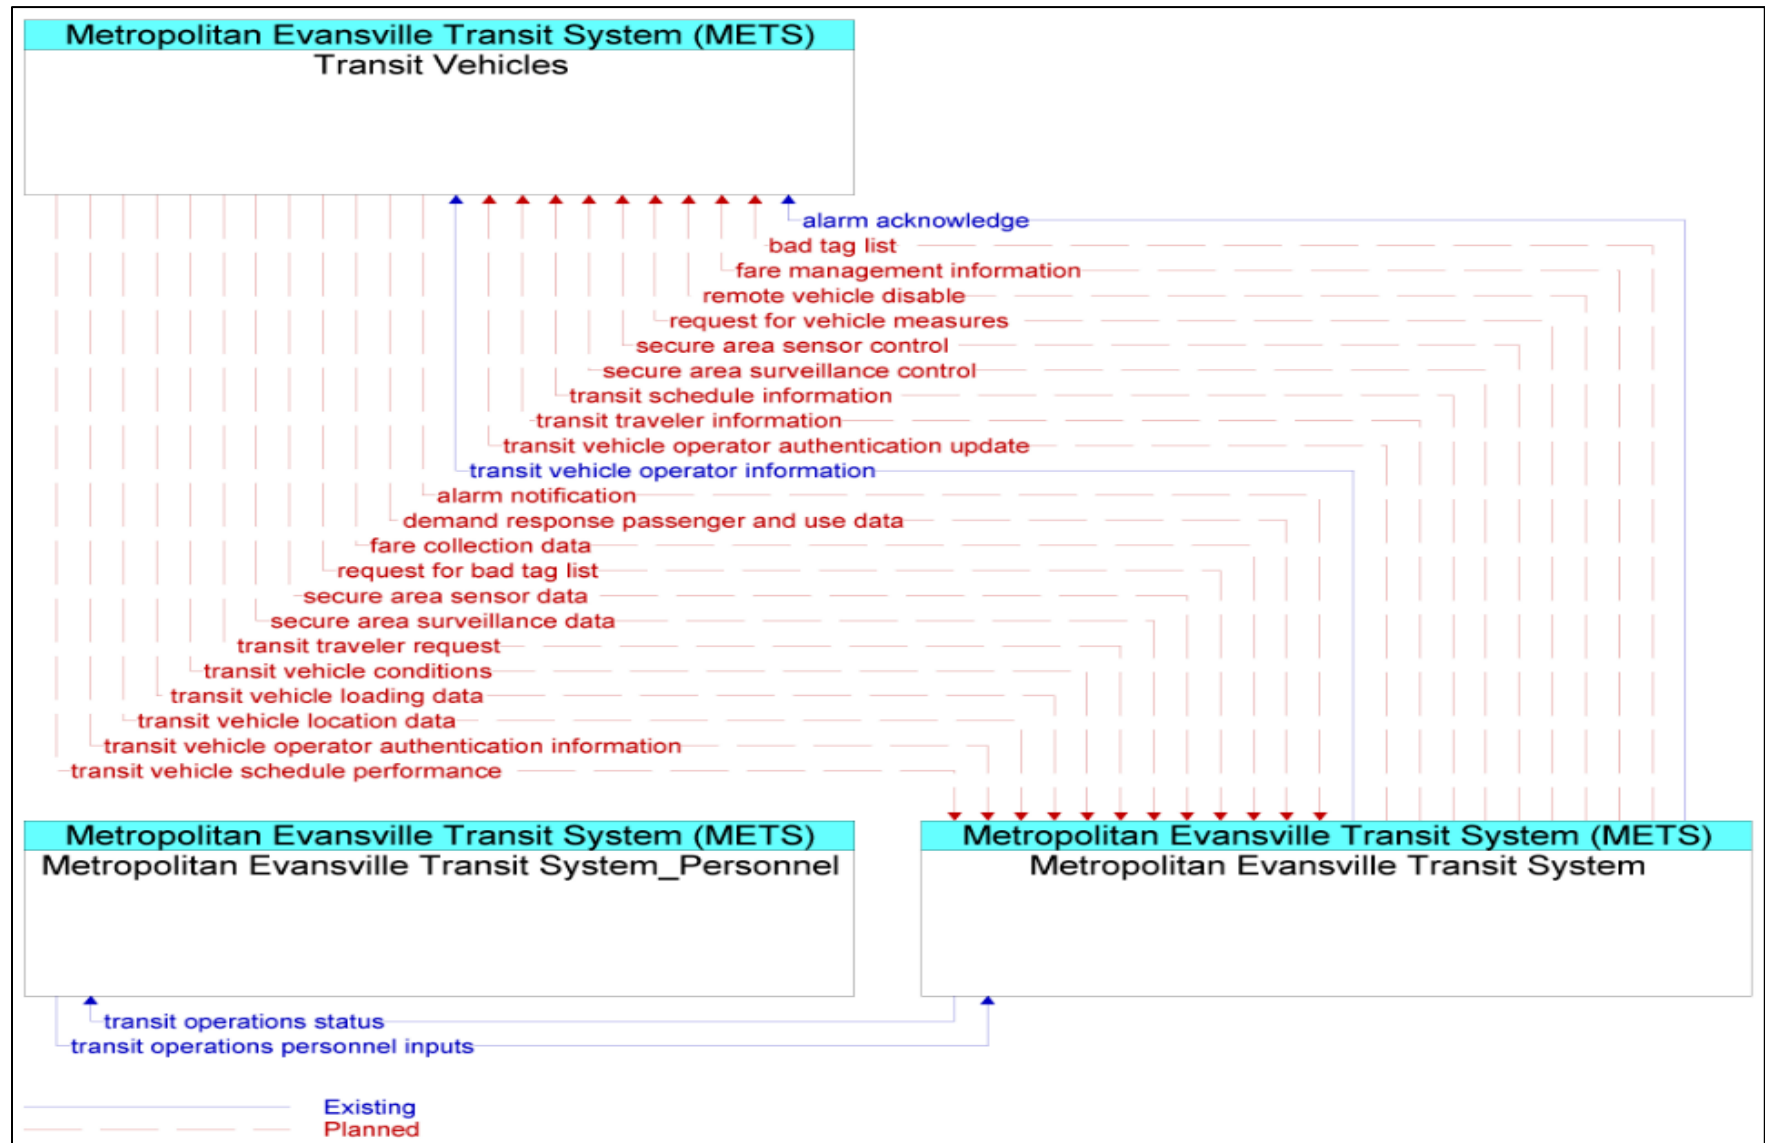 Metropolitan Evansville Transit System (METS)
Transit Vehicles
alarm acknowledge
bad tag list
fare management information
remote vehicle disable
request for vehicle measures
secure area sensor control
secure area surveillance control
transit schedule information
transit traveler information
transit vehicle operator authentication update
transit vehicle operator information
alarm notification
demand response passenger and use data
fare collection data
request for bad tag list
secure area sensor data
secure area surveillance data
transit traveler request
transit vehicle conditions
transit vehicle loading data
transit vehicle location data
transit vehicle operator authentication information
transit vehicle schedule performance
Metropolitan Evansville Transit System (METS)
Metropolitan Evansville Transit System_Personnel
Metropolitan Evansville Transit System (METS)
Metropolitan Evansville Transit System
transit operations status
transit operations personnel inputs
Existing
Planned